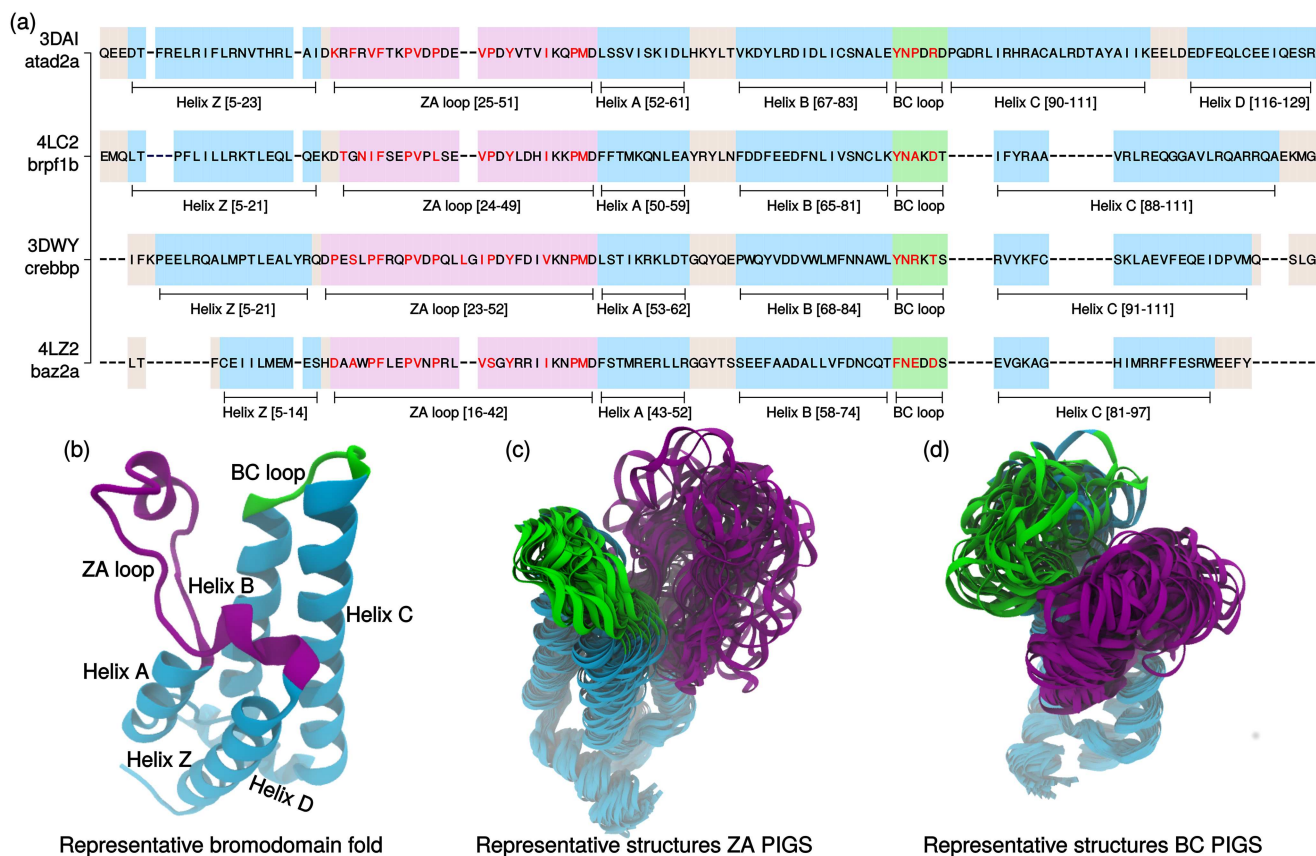 (a)
3DAI
atad2a
QEEDT-FRELRIFLRNVTHRL-AIDKRFRVFTKPVDPDE--VPDYVTVIKQPMDLSSVISKIDLHKYLTVKDYLRDIDLICSNALEYNPDRDPGDRLIRHRACALRDTAYAIIKEELDEDFEQLCEEIQESR
Helix Z [5-23] ZA loop [25-51] Helix A [52-61] Helix B [67-83] BC loop Helix C [90-111] Helix D [116-129]
4LC2
brpf1b
EMQLT---PFLILLRKTLEQL-QEKDTGNIFSEPVPLSE--VPDYLDHIKKPMDFFTMKQNLEAYRYLNFDDFEEDFNLIVSNCLKYNAKDT-----IFYRAA-------VRLREQGGAVLRQARRQAEKMG
Helix Z [5-21] ZA loop [24-49] Helix A [50-59] Helix B [65-81] BC loop Helix C [88-111]
3DWY
crebbp
---IFKPEELRQALMPTLEALYRQDPESLPFRQPVDPQLLGIPDYFDIVKNPMDLSTIKRKLDTGQYQEPWQYVDDVWLMFNNAWLYNRKTS-----RVYKFC-------SKLAEVFEQEIDPVMQ---SLG
Helix Z [5-21] ZA loop [23-52] Helix A [53-62] Helix B [68-84] BC loop Helix C [91-111]
4LZ2
baz2a
---LT-------FCEIILMEM-ESHDAAWPFLEPVNPRL--VSGYRRIIKNPMDFSTMRERLLRGGYTSSEEFAADALLVFDNCQTFNEDDS-----EVGKAG-------HIMRRFFESRWEEFY-------
Helix Z [5-14] ZA loop [16-42] Helix A [43-52] Helix B [58-74] BC loop Helix C [81-97]
(b)
BC loop
ZA loop
Helix B
Helix C
Helix A
Helix Z
Helix D
Representative bromodomain fold
(c)
Representative structures ZA PIGS
(d)
Representative structures BC PIGS